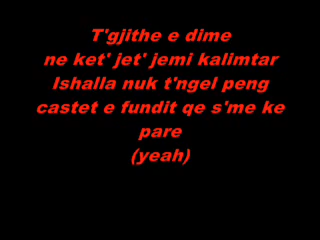 T'gjithe e dime
ne ket' jet' jemi kalimtar
Ishalla nuk t'ngel peng
castet e fundit qe s'me ke
pare
(yeah)